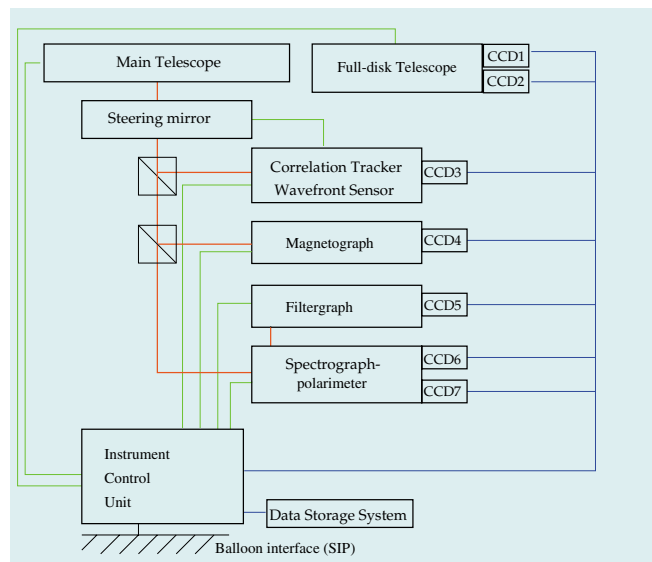 Main Telescope
Full-disk Telescope
CCD1
CCD2
Steering mirror
Correlation Tracker
Wavefront Sensor
CCD3
Magnetograph
CCD4
Filtergraph
CCD5
Spectrograph-
polarimeter
CCD6
CCD7
Instrument
Control
Unit
Data Storage System
Balloon interface (SIP)